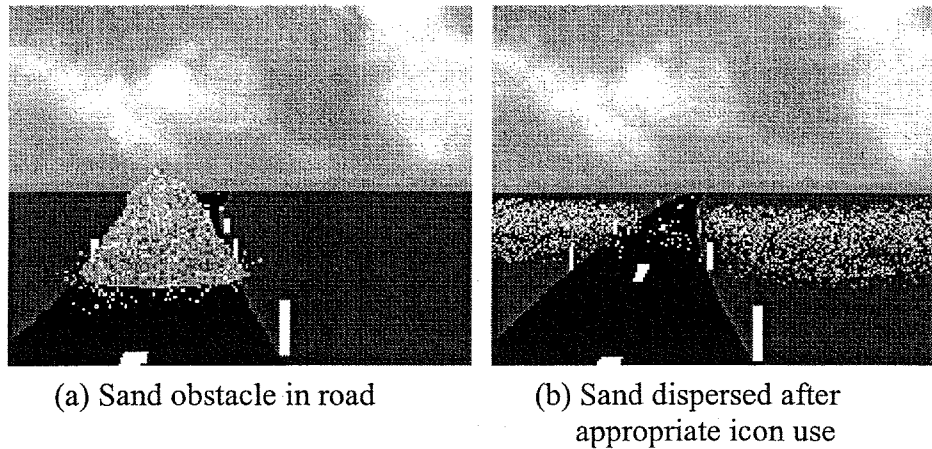 (a) Sand obstacle in road
(b) Sand dispersed after
appropriate icon use